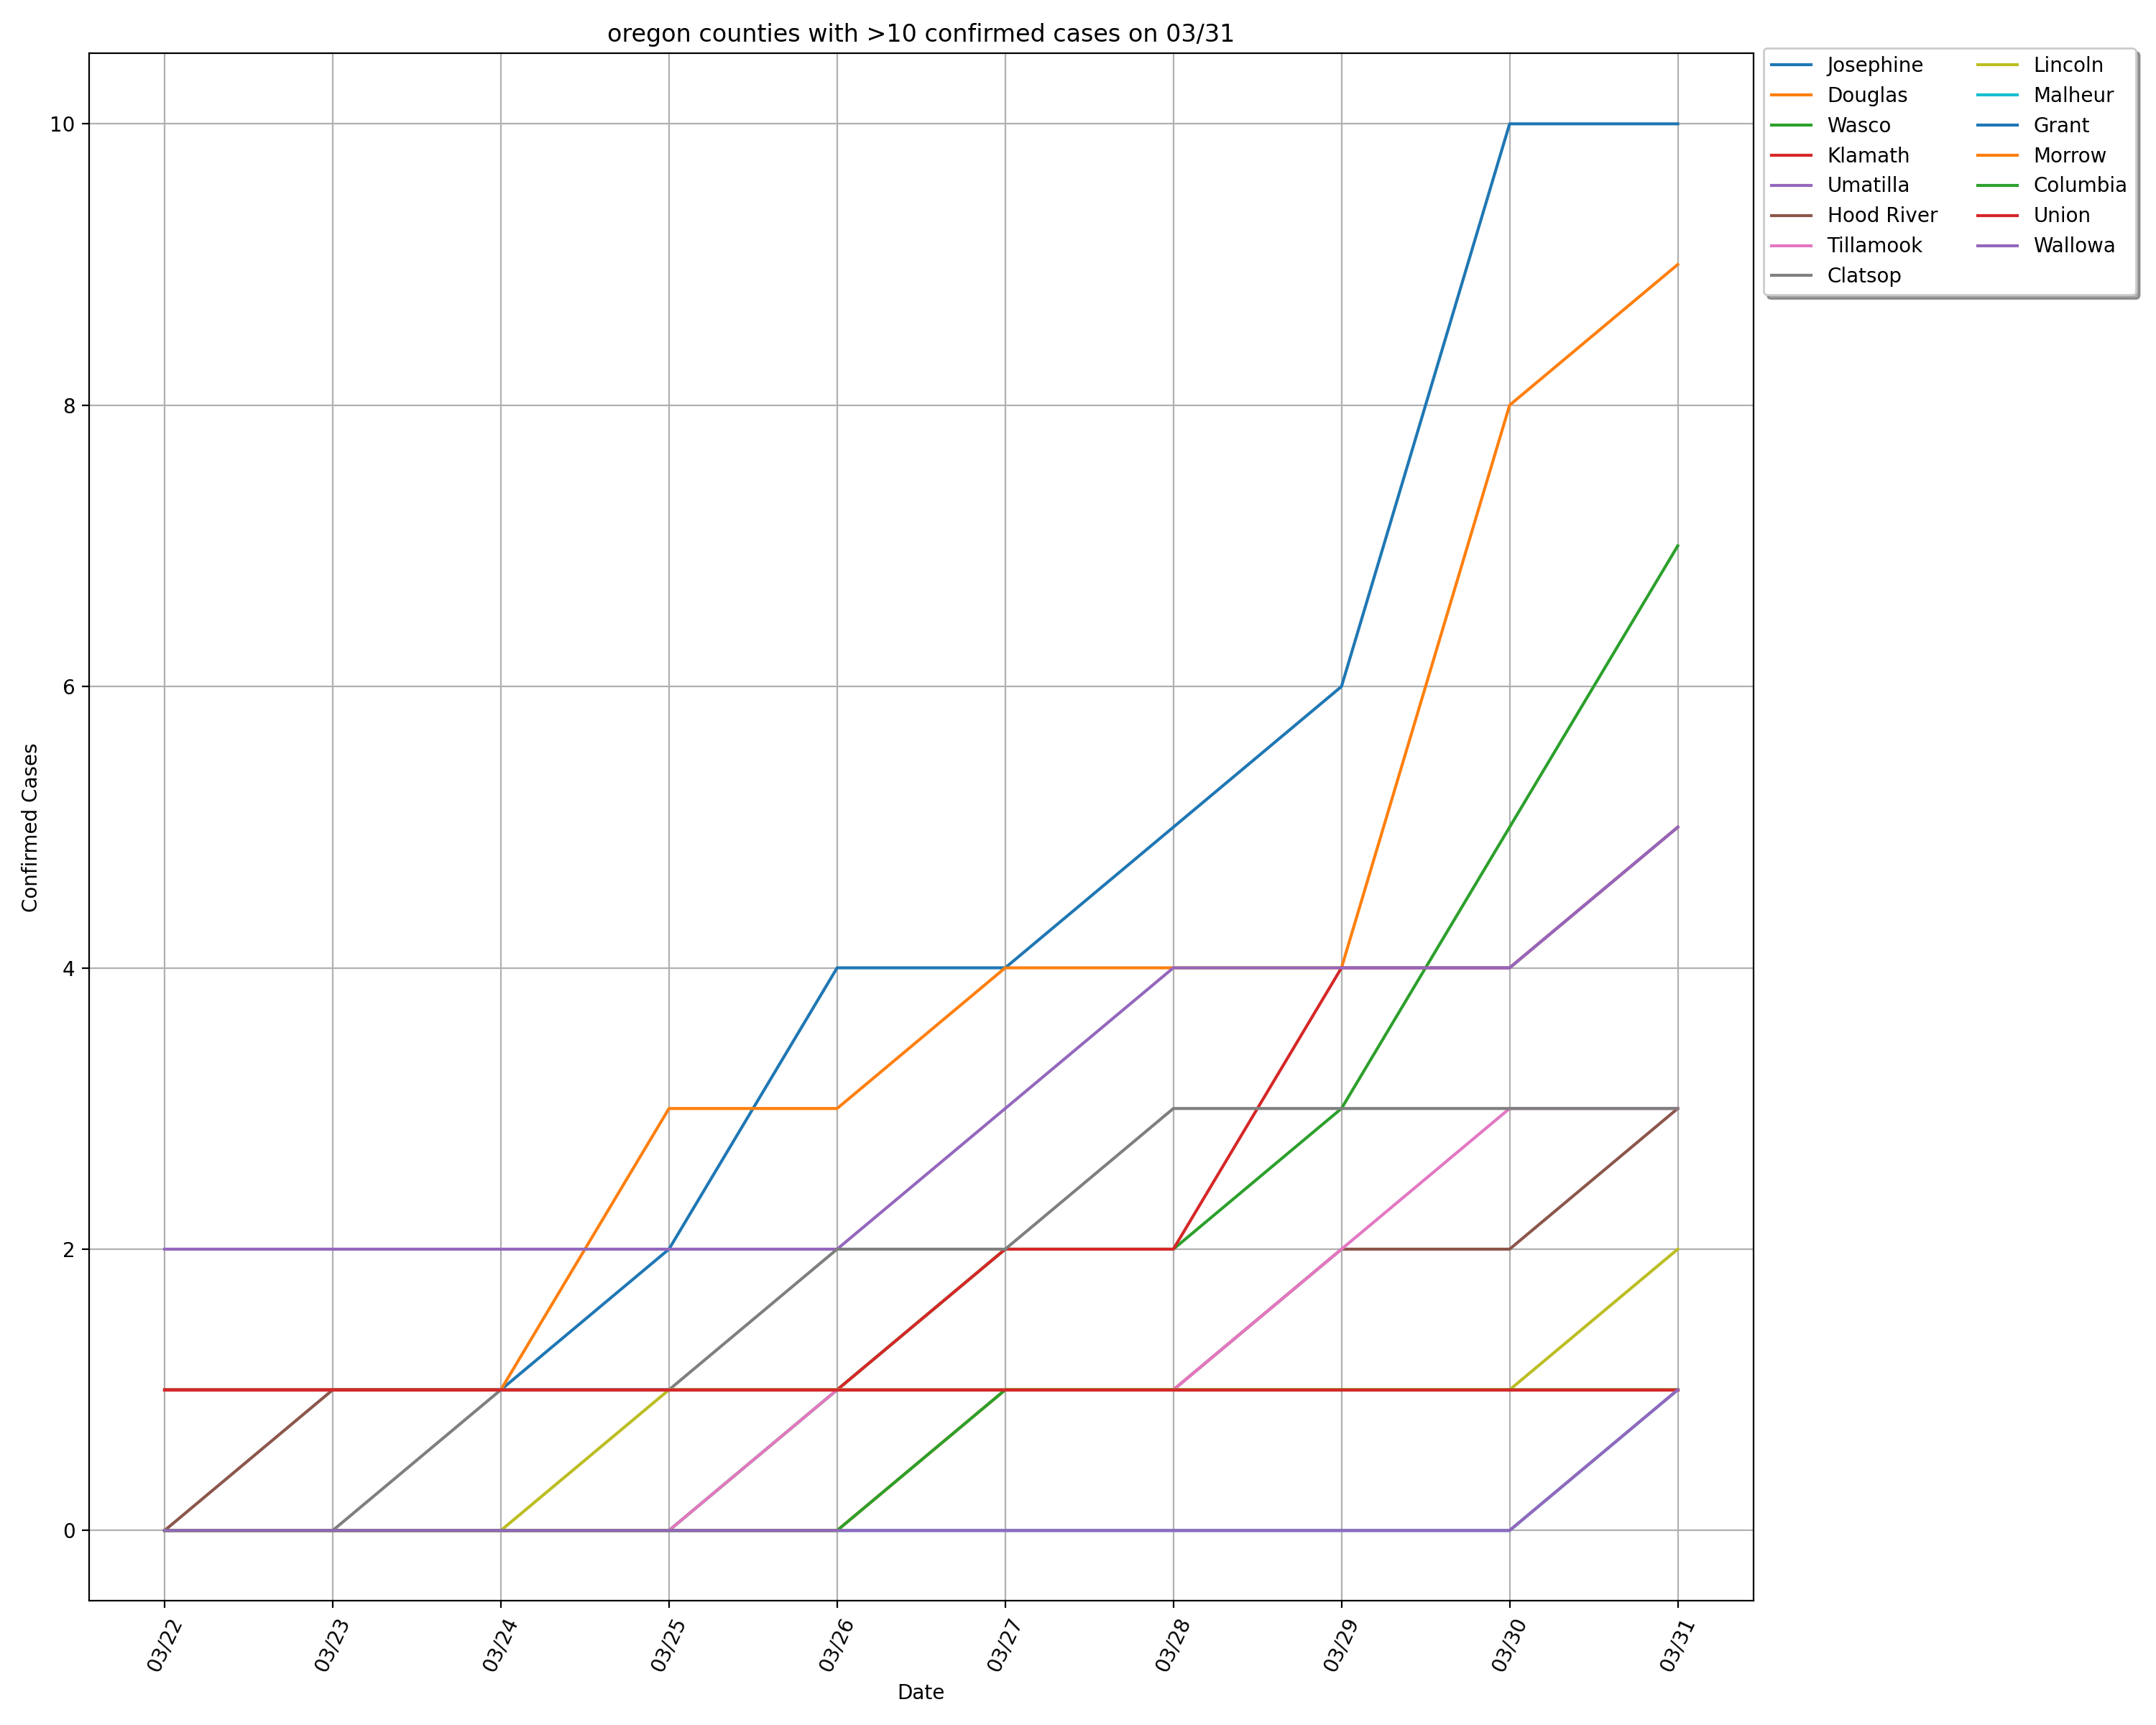 oregon counties with >10 confirmed cases on 03/31
Josephine
Douglas
Wasco
Klamath
Umatilla
Hood River
Tillamook
Clatsop
Lincoln
Malheur
Grant
Morrow
Columbia
Union
Wallowa
Confirmed Cases
10
8
6
4
2
0
03/22
03/23
03/24
03/25
03/26
03/27
03/28
03/29
03/30
03/31
Date